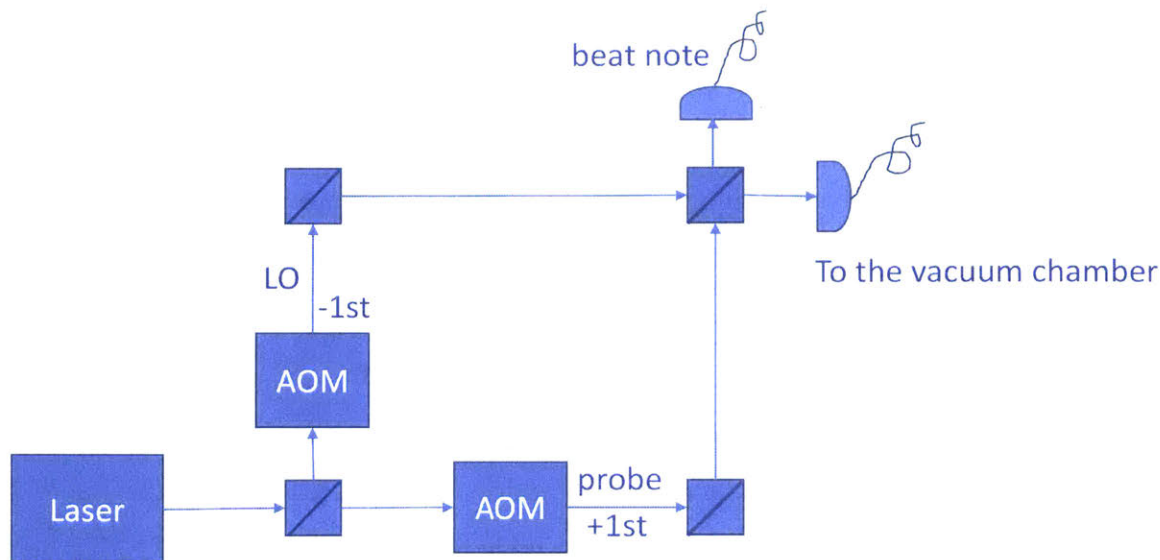 beat note
To the vacuum chamber
LO
-1st
AOM
Laser
AOM
probe
+1st